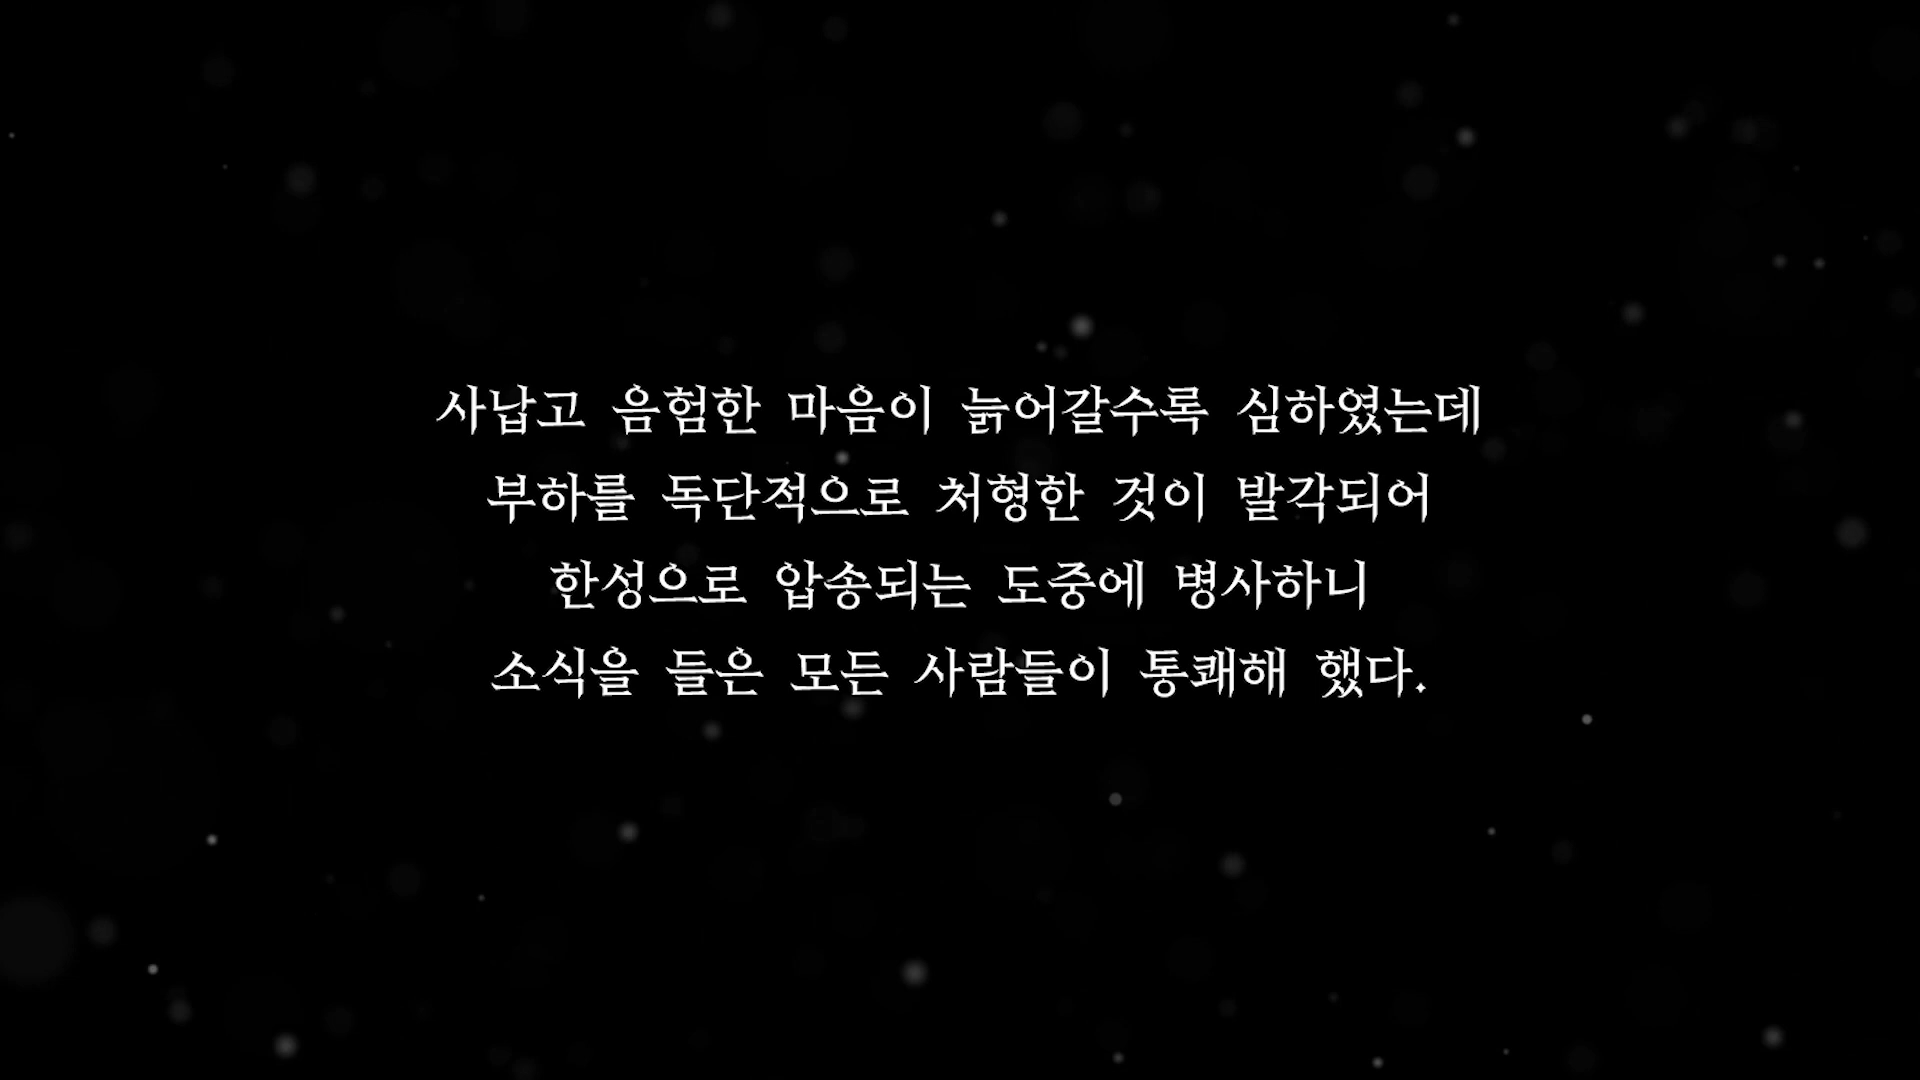 사납고 음험한 마음이 늙어갈수록 심하였는데
부하를 독단적으로 처형한 것이 발각되어
한성으로 압송되는 도중에 병사하니
소식을 들은 모든 사람들이 통쾌해 했다.